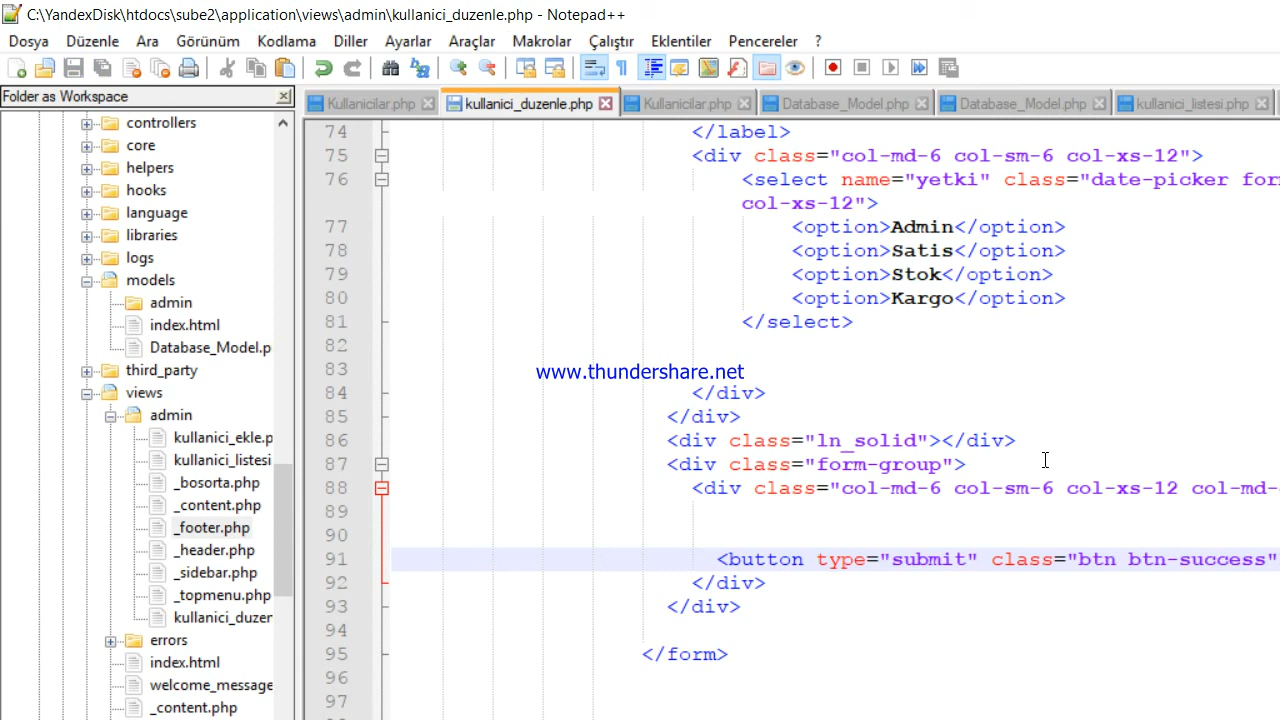 C:\YandexDisk\htdocs\sube2\application\views\admin\kullanici_duzenle.php - Notepad++
Dosya Düzenle Ara Görünüm Kodlama Diller Ayarlar Araçlar Makrolar Çalıştır Eklentiler Pencereler ?
Folder as Workspace
Kullanicilar.php kullanici_duzenle.php Kullanicilar.php Database_Model.php Database_Model.php kullanici_listesi.php
controllers
core
helpers
hooks
language
libraries
logs
models
admin
index.html
Database_Model.p
third_party
views
admin
kullanici_ekle.p
kullanici_listesi
_bosorta.php
_content.php
_footer.php
_header.php
_sidebar.php
_topmenu.php
kullanici_duzen
errors
index.html
welcome_message
_content.php
74 </label>
75 <div class="col-md-6 col-sm-6 col-xs-12">
76 <select name="yetki" class="date-picker for
col-xs-12">
77 <option>Admin</option>
78 <option>Satis</option>
79 <option>Stok</option>
80 <option>Kargo</option>
81 </select>
82
83
www.thundershare.net
84 </div>
85 </div>
86 <div class="ln_solid"></div>
87 <div class="form-group">
88 <div class="col-md-6 col-sm-6 col-xs-12 col-md-
89
90
91 <button type="submit" class="btn btn-success"
92 </div>
93 </div>
94
95 </form>
96
97